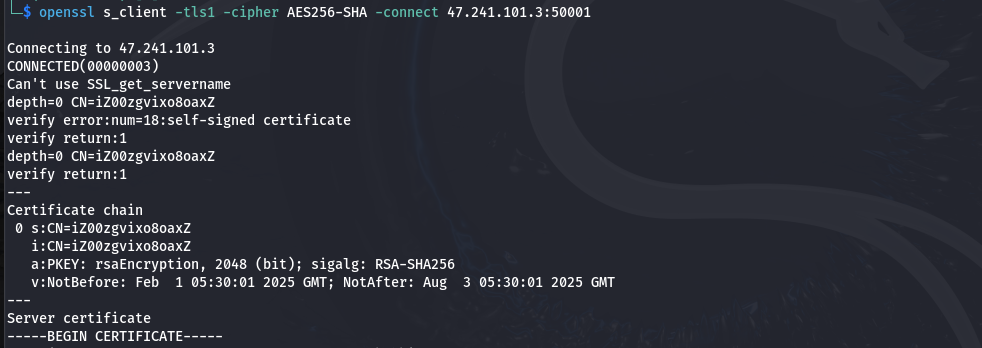 └─$ openssl s_client -tls1 -cipher AES256-SHA -connect 47.241.101.3:50001
Connecting to 47.241.101.3
CONNECTED(00000003)
Can't use SSL_get_servername
depth=0 CN=iZ00zgvixo8oaxZ
verify error:num=18:self-signed certificate
verify return:1
depth=0 CN=iZ00zgvixo8oaxZ
verify return:1
---
Certificate chain
 0 s:CN=iZ00zgvixo8oaxZ
   i:CN=iZ00zgvixo8oaxZ
   a:PKEY: rsaEncryption, 2048 (bit); sigalg: RSA-SHA256
   v:NotBefore: Feb  1 05:30:01 2025 GMT; NotAfter: Aug  3 05:30:01 2025 GMT
---
Server certificate
-----BEGIN CERTIFICATE-----